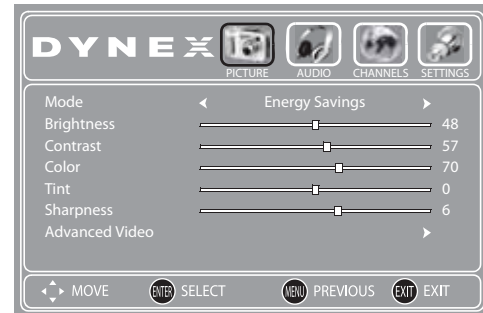 DYNEX
PICTURE AUDIO CHANNELS SETTINGS
Mode Energy Savings
Brightness 48
Contrast 57
Color 70
Tint 0
Sharpness 6
Advanced Video
MOVE ENTER SELECT MENU PREVIOUS EXIT EXIT